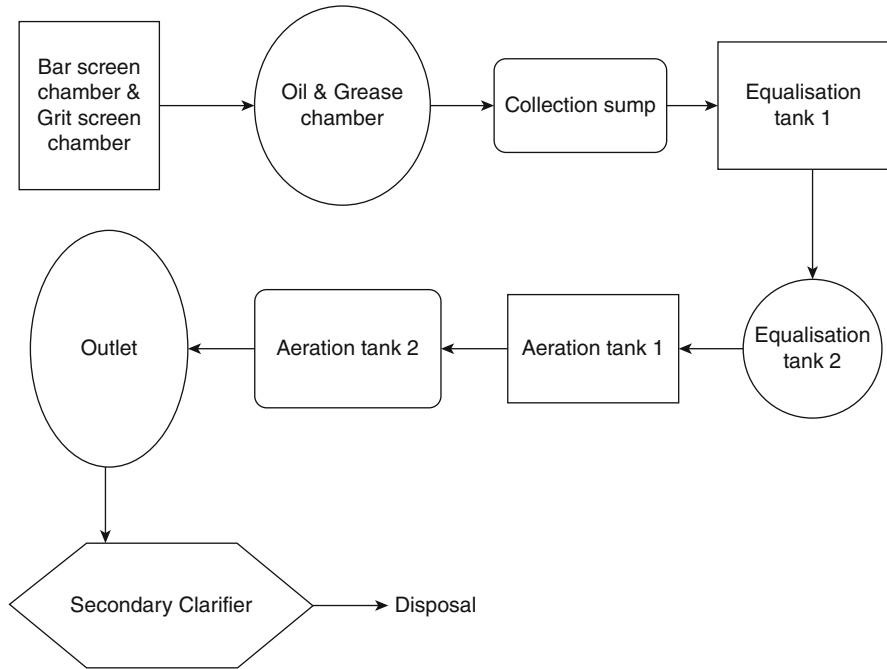 Bar screen
chamber &
Grit screen
chamber
Oil & Grease
chamber
Collection sump
Equalisation
tank 1
Equalisation
tank 2
Aeration tank 1
Aeration tank 2
Outlet
Secondary Clarifier
Disposal